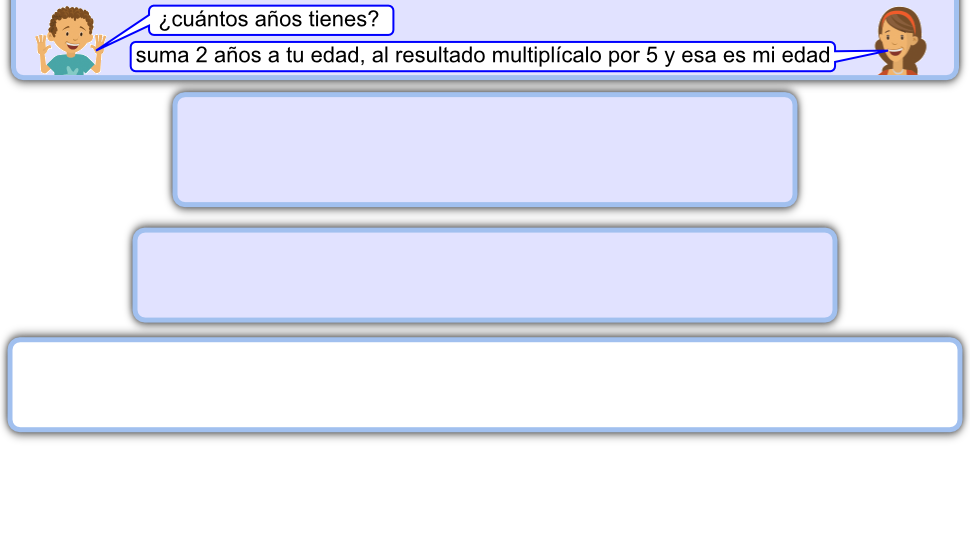 ¿cuántos años tienes?
suma 2 años a tu edad, al resultado multiplícalo por 5 y esa es mi edad